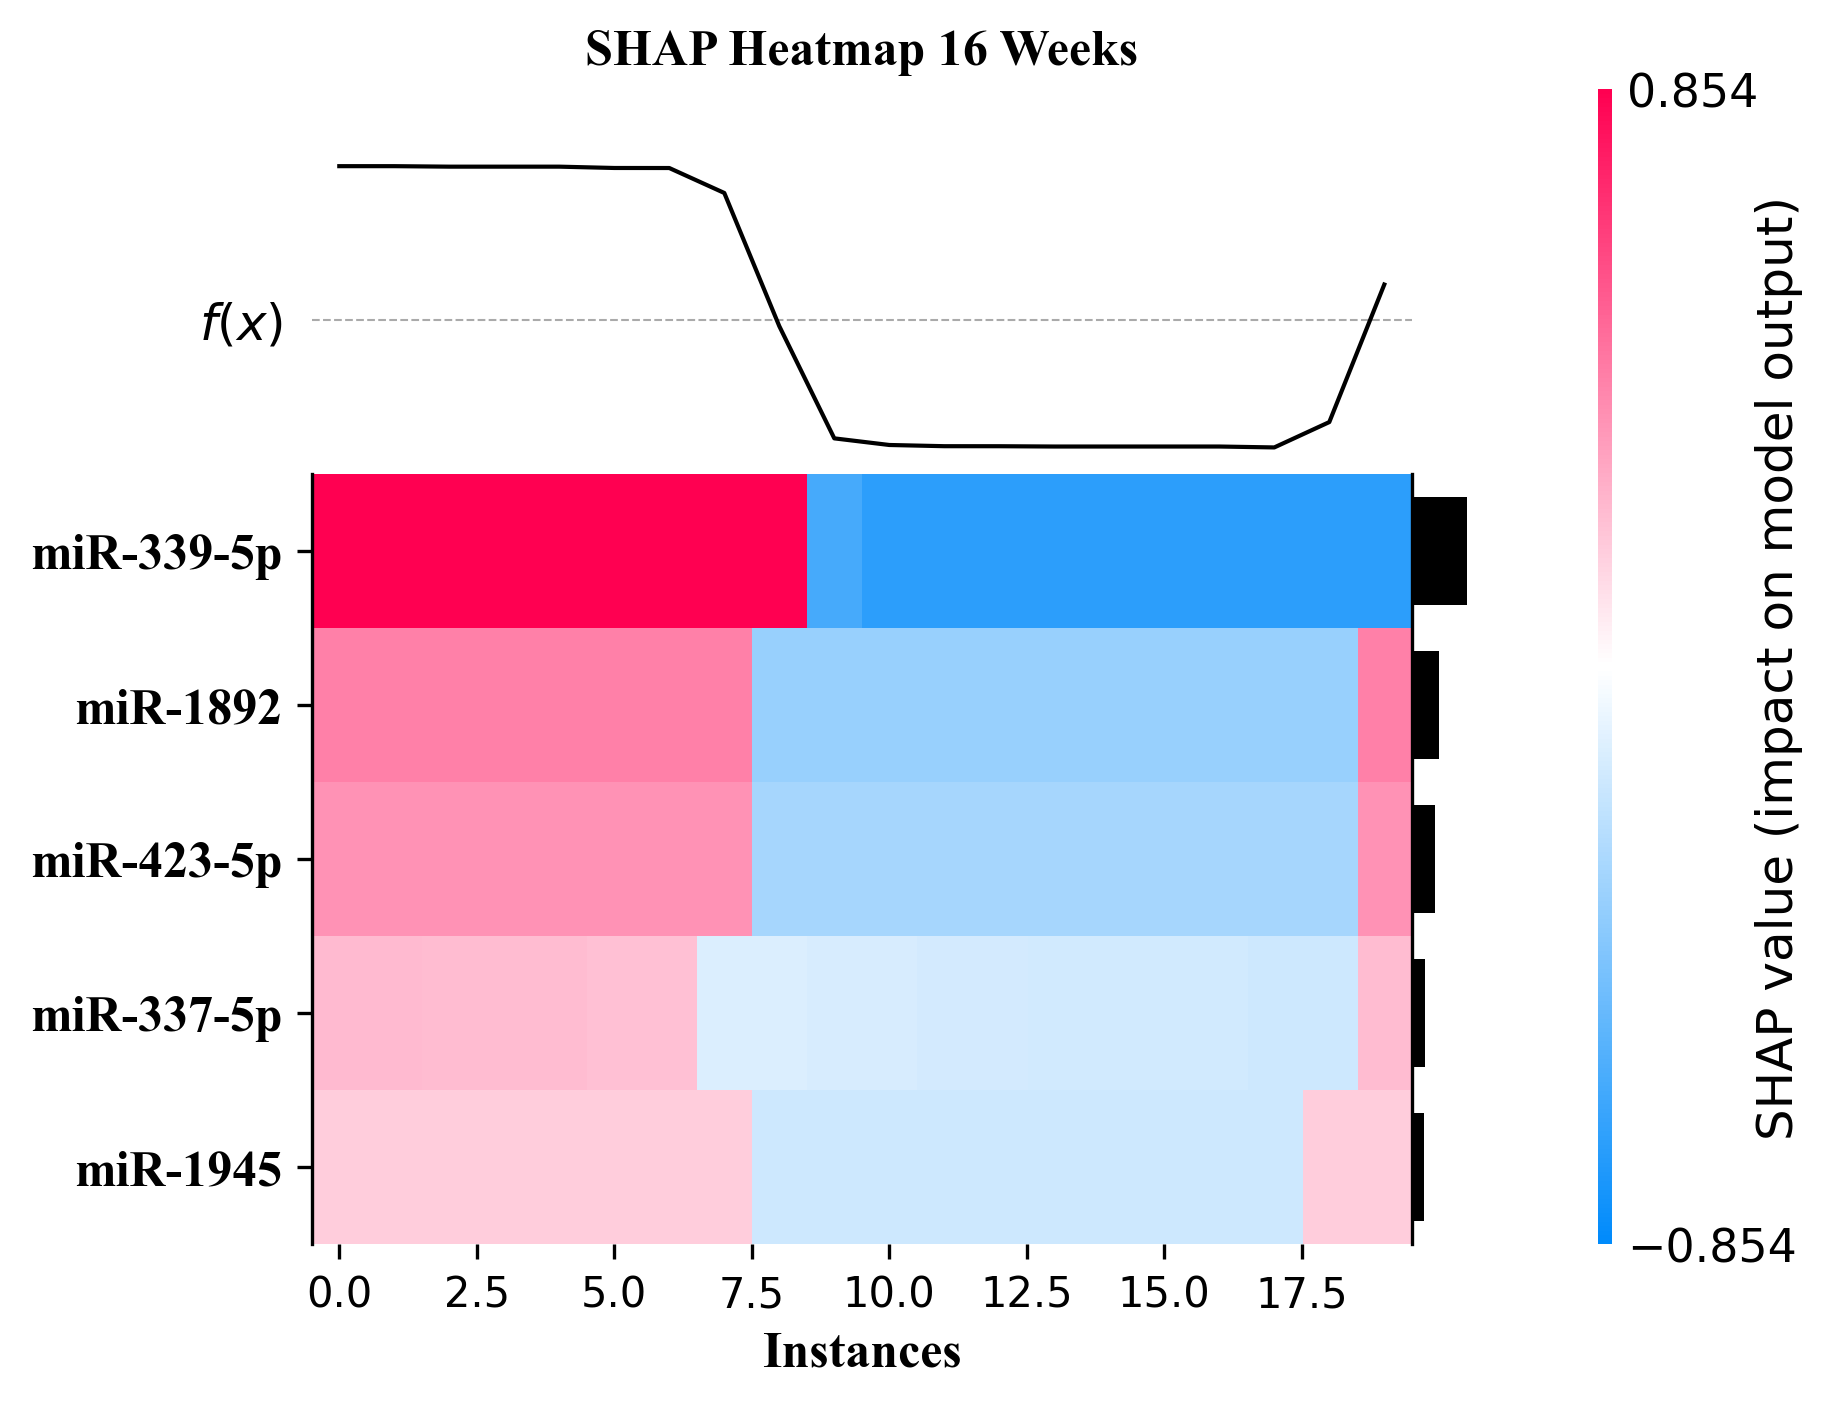 SHAP Heatmap 16 Weeks
0.854
f(x)
miR-339-5p
miR-1892
miR-423-5p
miR-337-5p
miR-1945
SHAP value (impact on model output)
−0.854
0.0 2.5 5.0 7.5 10.0 12.5 15.0 17.5
Instances